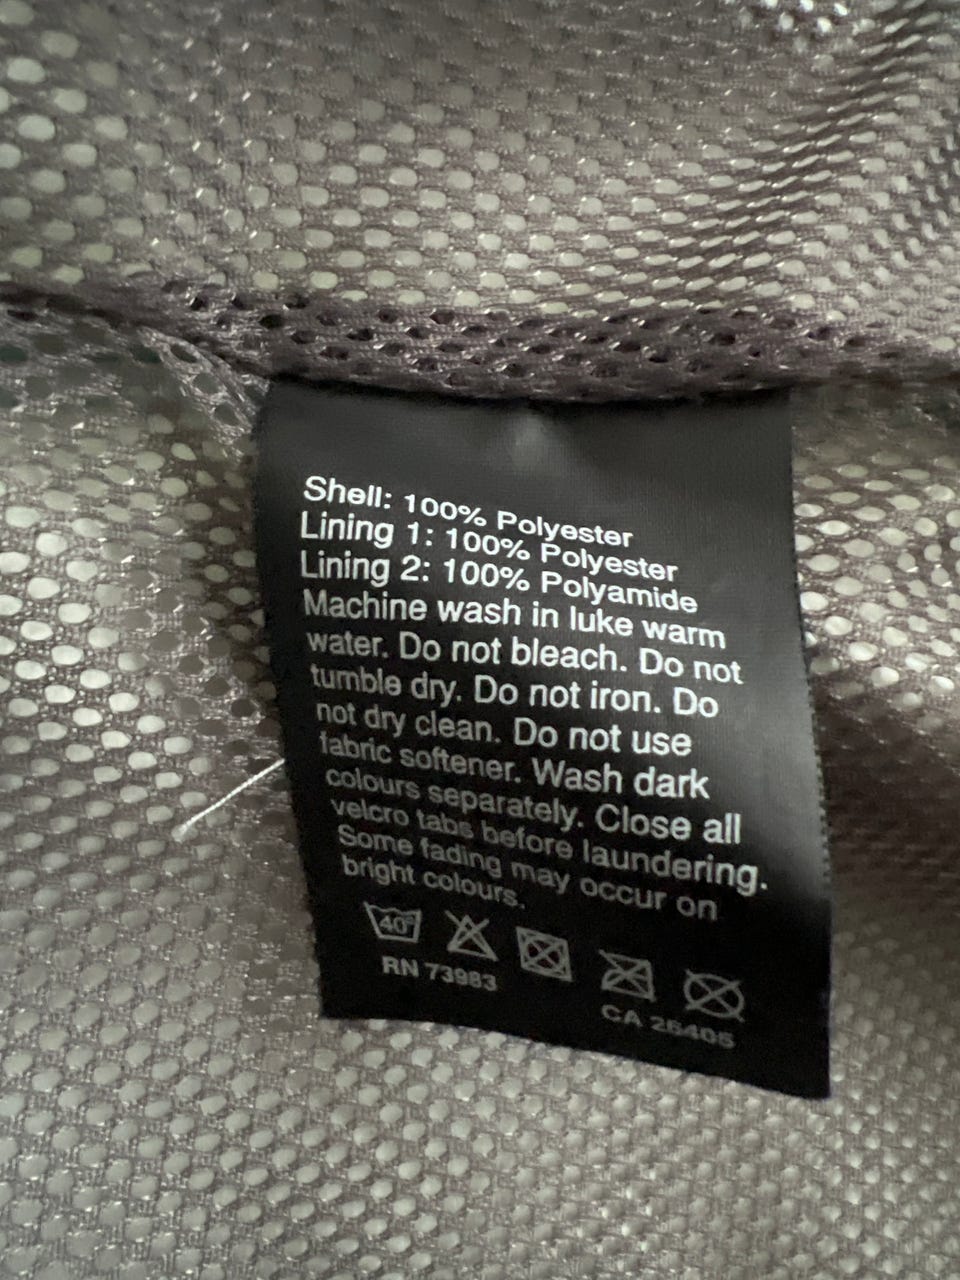 Shell: 100% Polyester
Lining 1: 100% Polyester
Lining 2: 100% Polyamide
Machine wash in luke warm
water. Do not bleach. Do not
tumble dry. Do not iron. Do
not dry clean. Do not use
fabric softener. Wash dark
colours separately. Close all
velcro tabs before laundering.
Some fading may occur on
bright colours.
40°
RN 73983
CA 25405